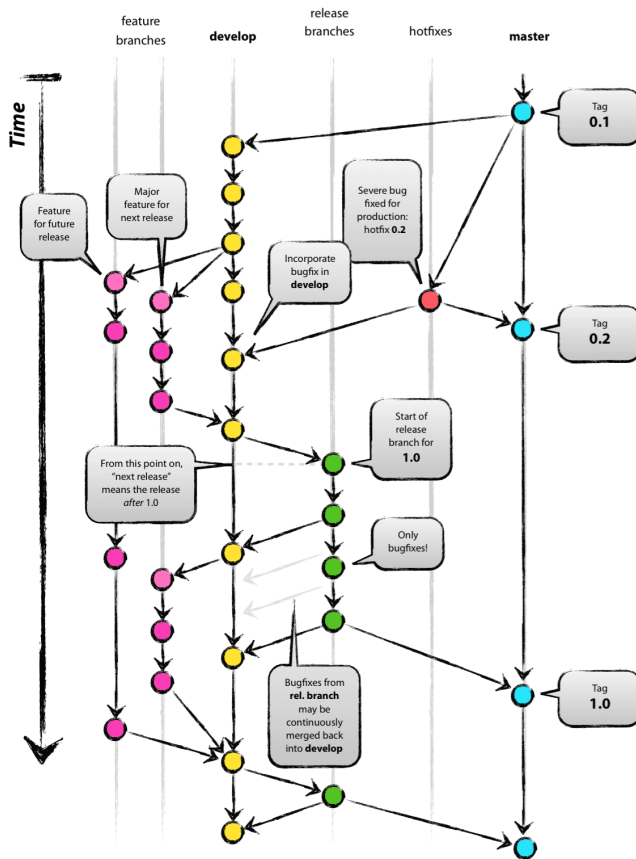 feature
branches
develop
release
branches
hotfixes
master
Time
Tag
0.1
Major
feature for
next release
Severe bug
fixed for
production:
hotfix 0.2
Feature
for future
release
Incorporate
bugfix in
develop
Tag
0.2
Start of
release
branch for
1.0
From this point on,
“next release”
means the release
after 1.0
Only
bugfixes!
Bugfixes from
rel. branch
may be
continuously
merged back
into develop
Tag
1.0